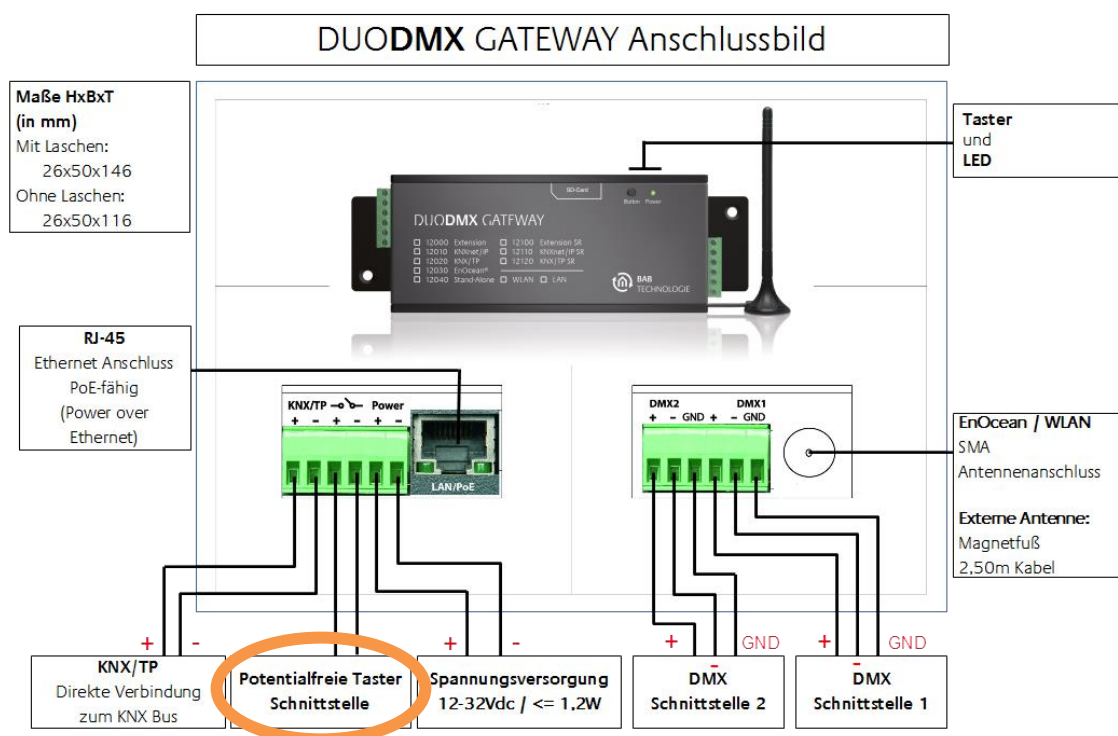 DUODMX GATEWAY Anschlussbild
Maße HxBxT
(in mm)
Mit Laschen:
26x50x146
Ohne Laschen:
26x50x116
Taster
und
LED
SD-Card
Button Power
DUODMX GATEWAY
12000 Extension
12100 Extension SR
12010 KNXnet/IP
12110 KNXnet/IP SR
12020 KNX/TP
12120 KNX/TP SR
12030 EnOcean®
12040 Stand-Alone
WLAN
LAN
BAB
TECHNOLOGIE
RJ-45
Ethernet Anschluss
PoE-fähig
(Power over
Ethernet)
KNX/TP Power
+ - + - + -
LAN/PoE
DMX2 DMX1
+ - GND + - GND
EnOcean / WLAN
SMA
Antennenanschluss
Externe Antenne:
Magnetfuß
2,50m Kabel
+ -
KNX/TP
Direkte Verbindung
zum KNX Bus
Potentialfreie Taster
Schnittstelle
+ -
Spannungsversorgung
12-32Vdc / <= 1,2W
+ - GND
DMX
Schnittstelle 2
+ - GND
DMX
Schnittstelle 1